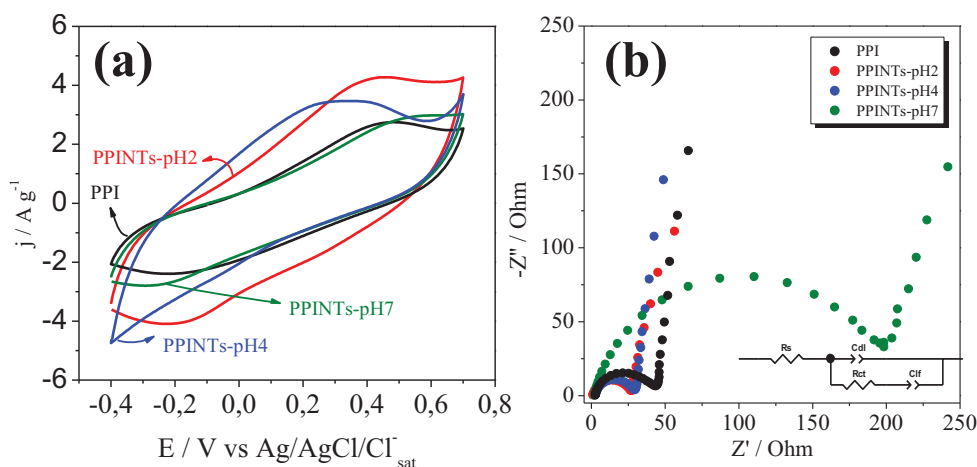 (a)
6
4
2
0
-2
-4
-6
j / A g⁻¹
PPINTs-pH2
PPI
PPINTs-pH7
PPINTs-pH4
-0,4 -0,2 0,0 0,2 0,4 0,6 0,8
E / V vs Ag/AgCl/Cl⁻sat
(b)
250
200
150
100
50
0
-Z'' / Ohm
PPI
PPINTs-pH2
PPINTs-pH4
PPINTs-pH7
Rs Cdl
Rct Clf
0 50 100 150 200 250
Z' / Ohm